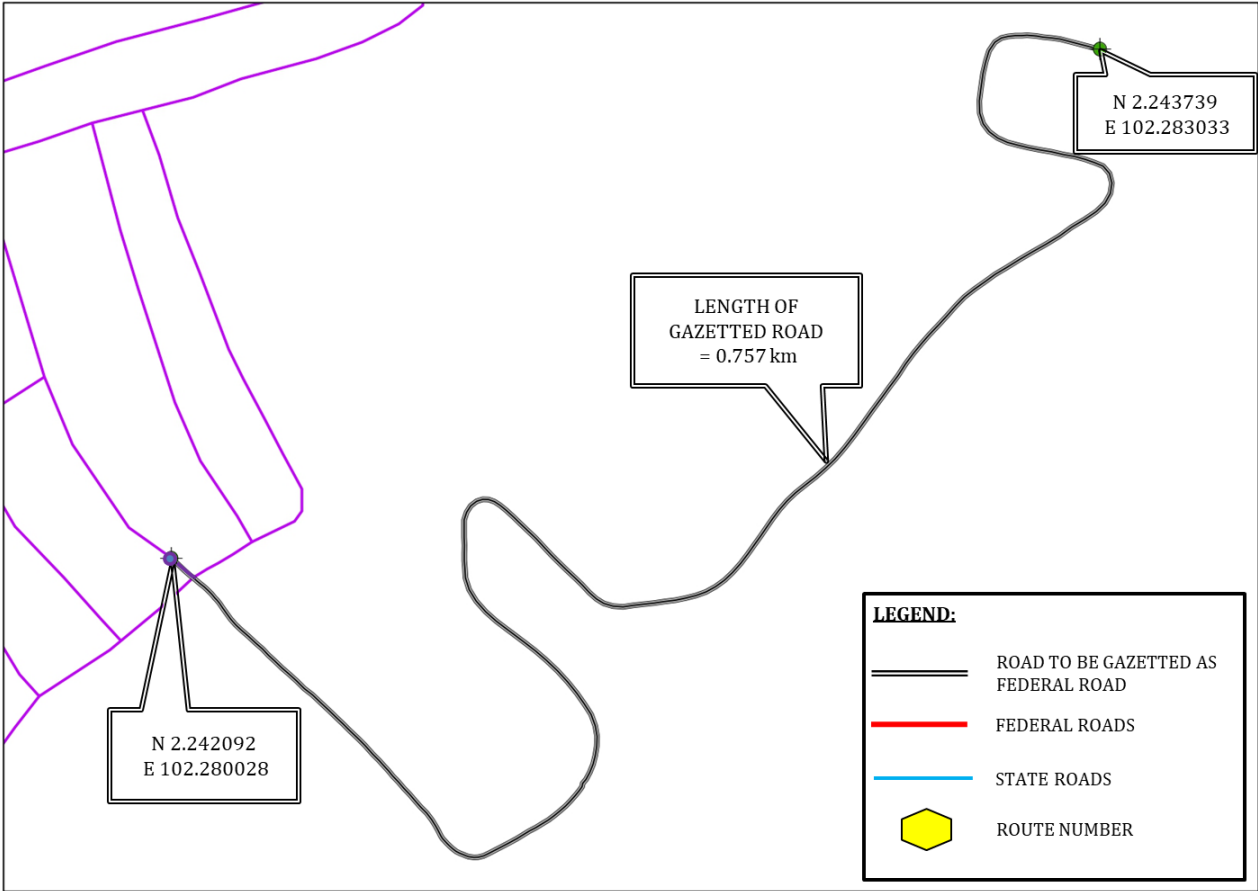 N 2.243739
E 102.283033
LENGTH OF
GAZETTED ROAD
= 0.757 km
N 2.242092
E 102.280028
LEGEND:
ROAD TO BE GAZETTED AS
FEDERAL ROAD
FEDERAL ROADS
STATE ROADS
ROUTE NUMBER